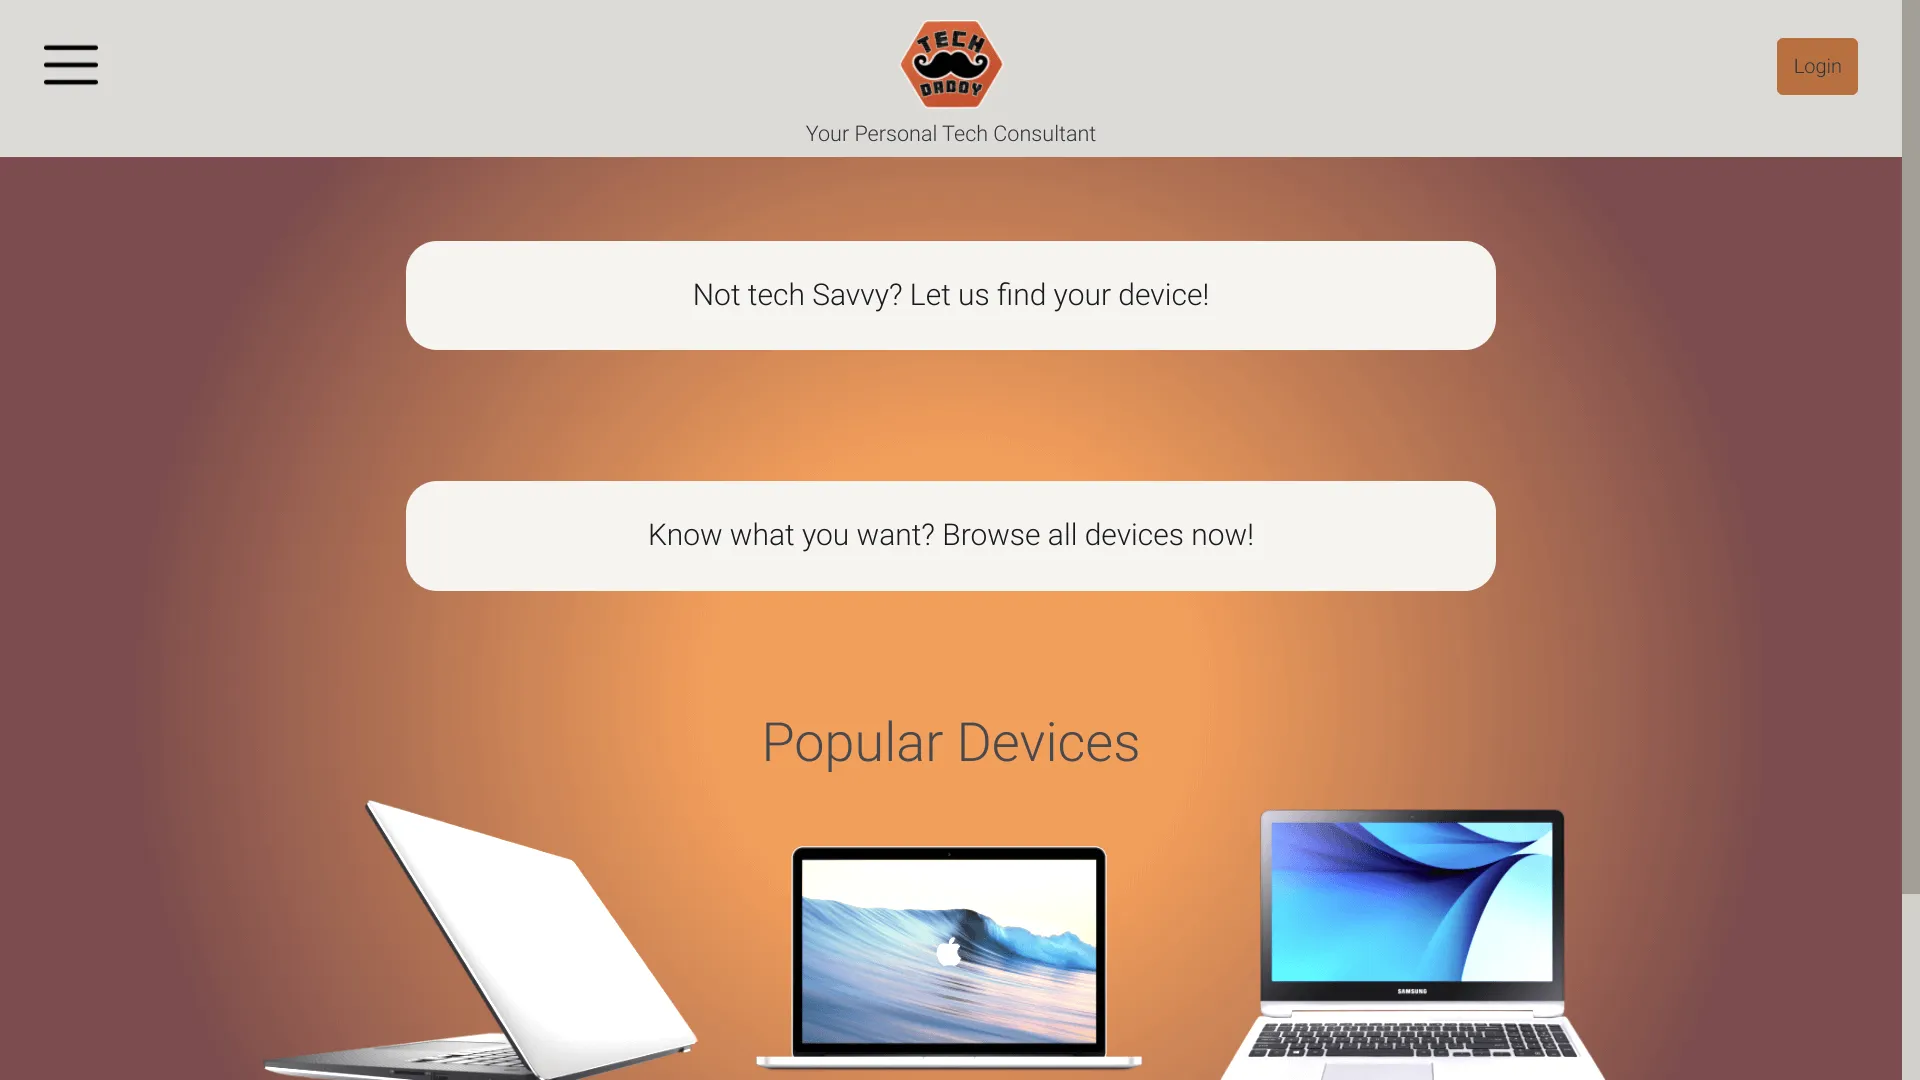 TECH
DADDY
Login
Your Personal Tech Consultant
Not tech Savvy? Let us find your device!
Know what you want? Browse all devices now!
Popular Devices
SAMSUNG